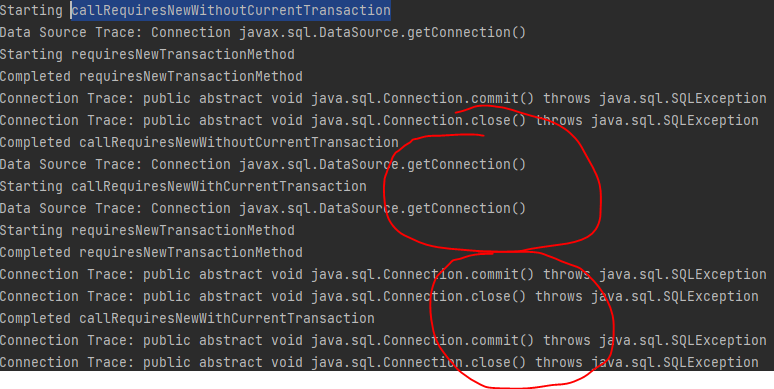 Starting callRequiresNewWithoutCurrentTransaction
Data Source Trace: Connection javax.sql.DataSource.getConnection()
Starting requiresNewTransactionMethod
Completed requiresNewTransactionMethod
Connection Trace: public abstract void java.sql.Connection.commit() throws java.sql.SQLException
Connection Trace: public abstract void java.sql.Connection.close() throws java.sql.SQLException
Completed callRequiresNewWithoutCurrentTransaction
Data Source Trace: Connection javax.sql.DataSource.getConnection()
Starting callRequiresNewWithCurrentTransaction
Data Source Trace: Connection javax.sql.DataSource.getConnection()
Starting requiresNewTransactionMethod
Completed requiresNewTransactionMethod
Connection Trace: public abstract void java.sql.Connection.commit() throws java.sql.SQLException
Connection Trace: public abstract void java.sql.Connection.close() throws java.sql.SQLException
Completed callRequiresNewWithCurrentTransaction
Connection Trace: public abstract void java.sql.Connection.commit() throws java.sql.SQLException
Connection Trace: public abstract void java.sql.Connection.close() throws java.sql.SQLException